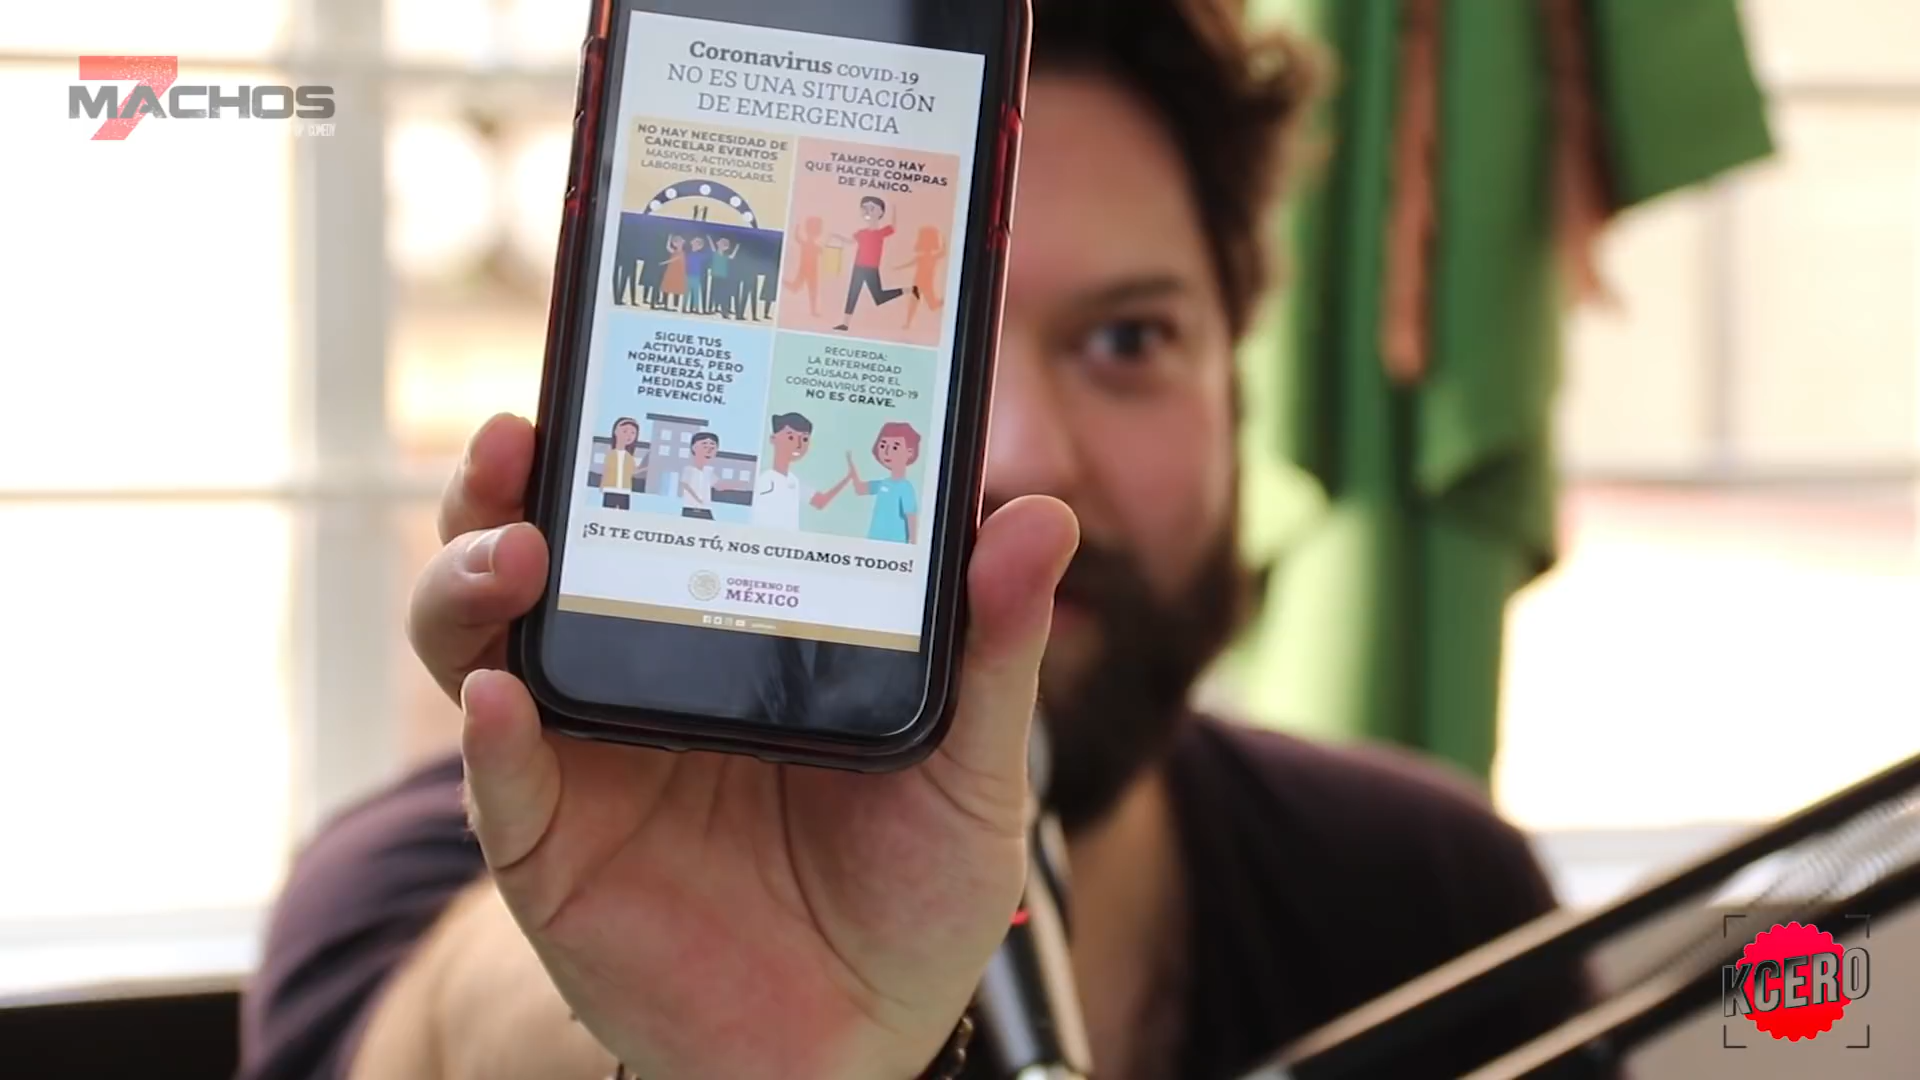 7 MACHOS
OF COMEDY
Coronavirus COVID-19
NO ES UNA SITUACIÓN
DE EMERGENCIA
NO HAY NECESIDAD DE
CANCELAR EVENTOS
MASIVOS, ACTIVIDADES
LABORES NI ESCOLARES.
TAMPOCO HAY
QUE HACER COMPRAS
DE PÁNICO.
SIGUE TUS
ACTIVIDADES
NORMALES, PERO
REFUERZA LAS
MEDIDAS DE
PREVENCIÓN.
RECUERDA:
LA ENFERMEDAD
CAUSADA POR EL
CORONAVIRUS COVID-19
NO ES GRAVE.
¡SI TE CUIDAS TÚ, NOS CUIDAMOS TODOS!
GOBIERNO DE
MÉXICO
KCERO